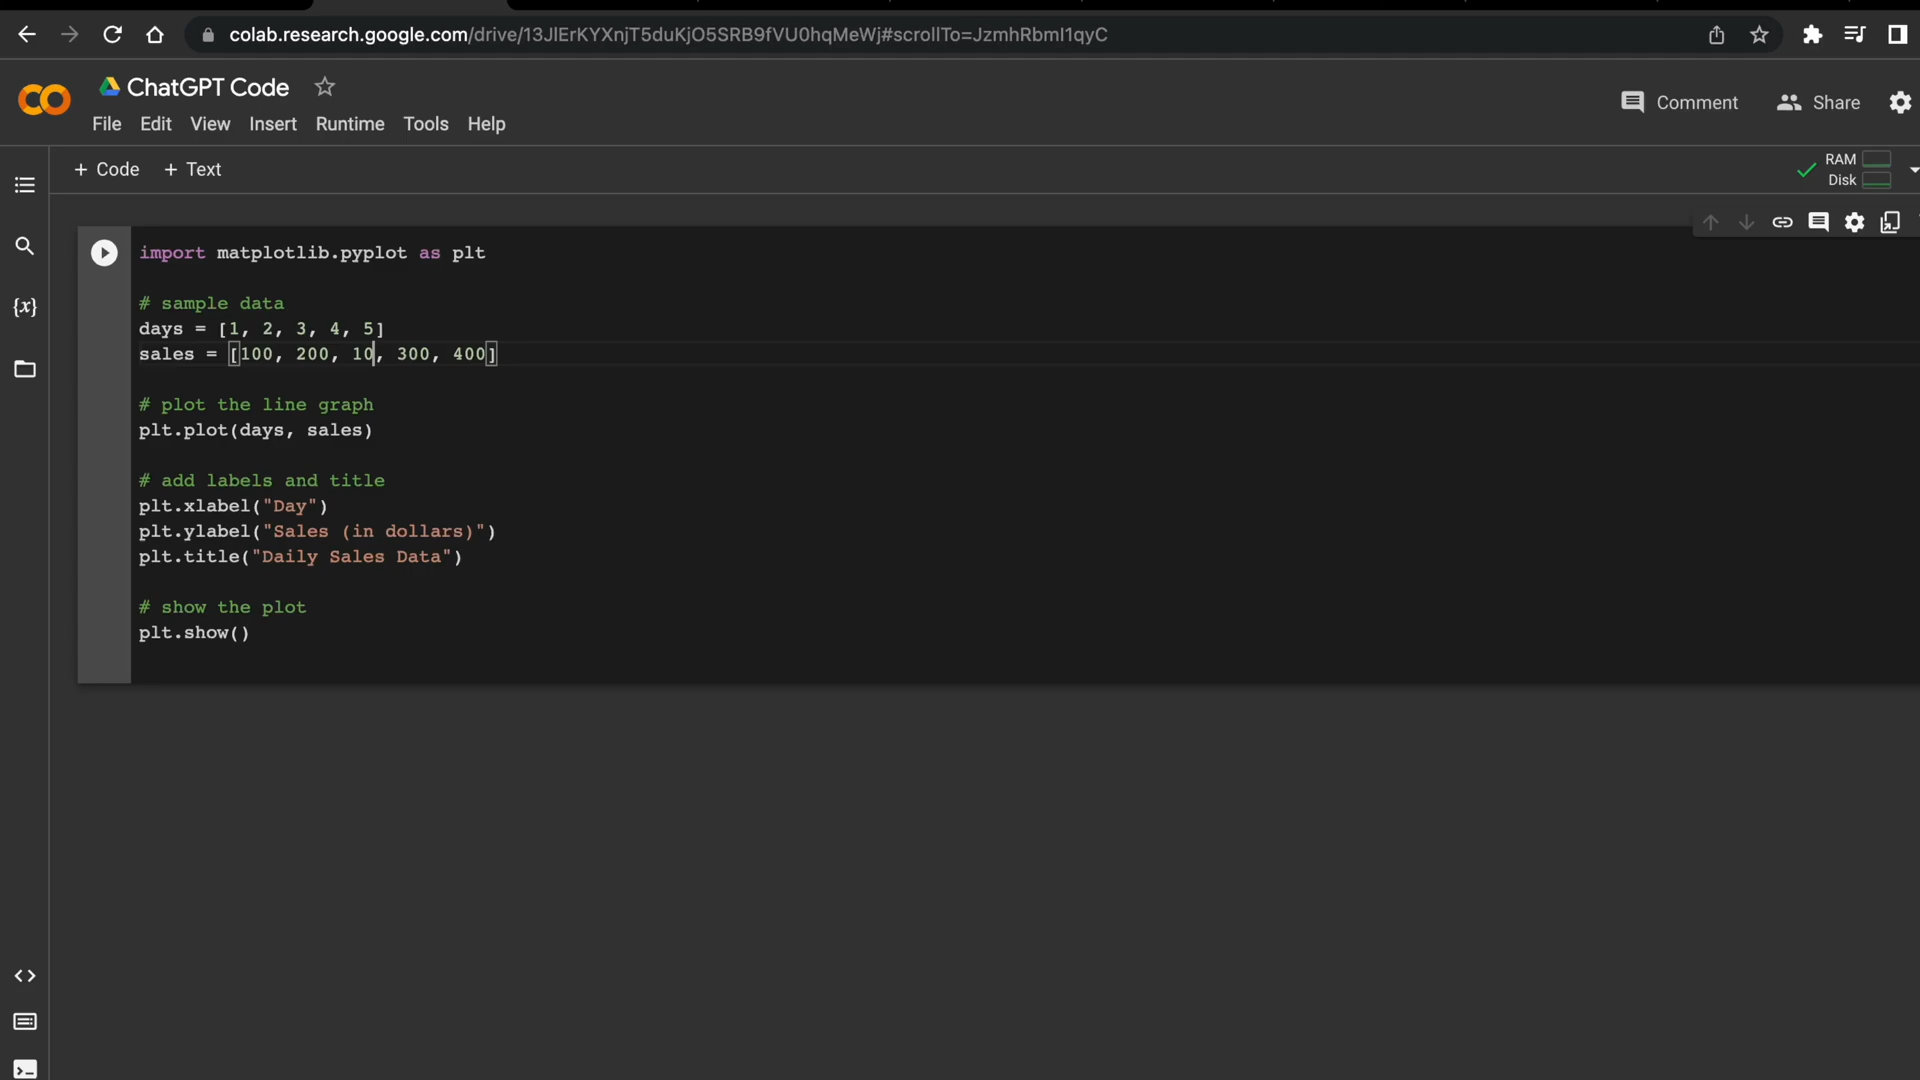 colab.research.google.com/drive/13JlErKYXnjT5duKjO5SRB9fVU0hqMeWj#scrollTo=JzmhRbmI1qyC
ChatGPT Code
Comment
Share
File Edit View Insert Runtime Tools Help
+ Code + Text
RAM
Disk
{x}
import matplotlib.pyplot as plt
# sample data
days = [1, 2, 3, 4, 5]
sales = [100, 200, 10, 300, 400]
# plot the line graph
plt.plot(days, sales)
# add labels and title
plt.xlabel("Day")
plt.ylabel("Sales (in dollars)")
plt.title("Daily Sales Data")
# show the plot
plt.show()